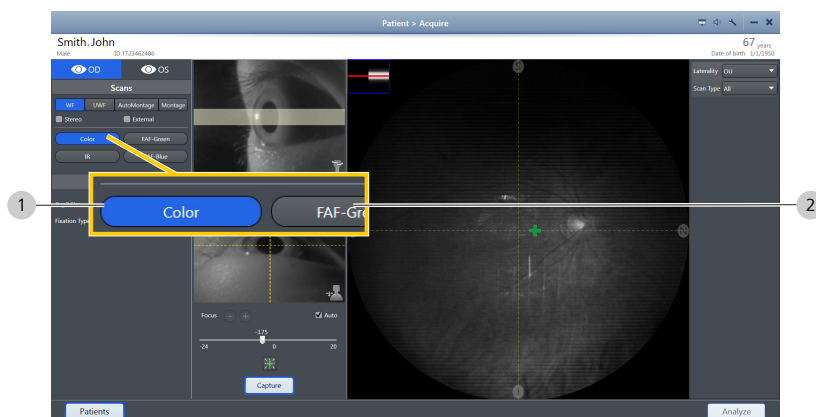 Patient > Acquire
Smith, John
Male ID 1723462486
67 years
Date of birth 1/1/1950
OD OS
Scans
WF UWF AutoMontage Montage
Stereo External
Color FAF-Green
IR
Fixation Type
1 Color FAF-Gre 2
Focus - + Auto
-3.75
-24 0 20
Capture
Laterality OU
Scan Type All
S
N
I
Patients Analyze